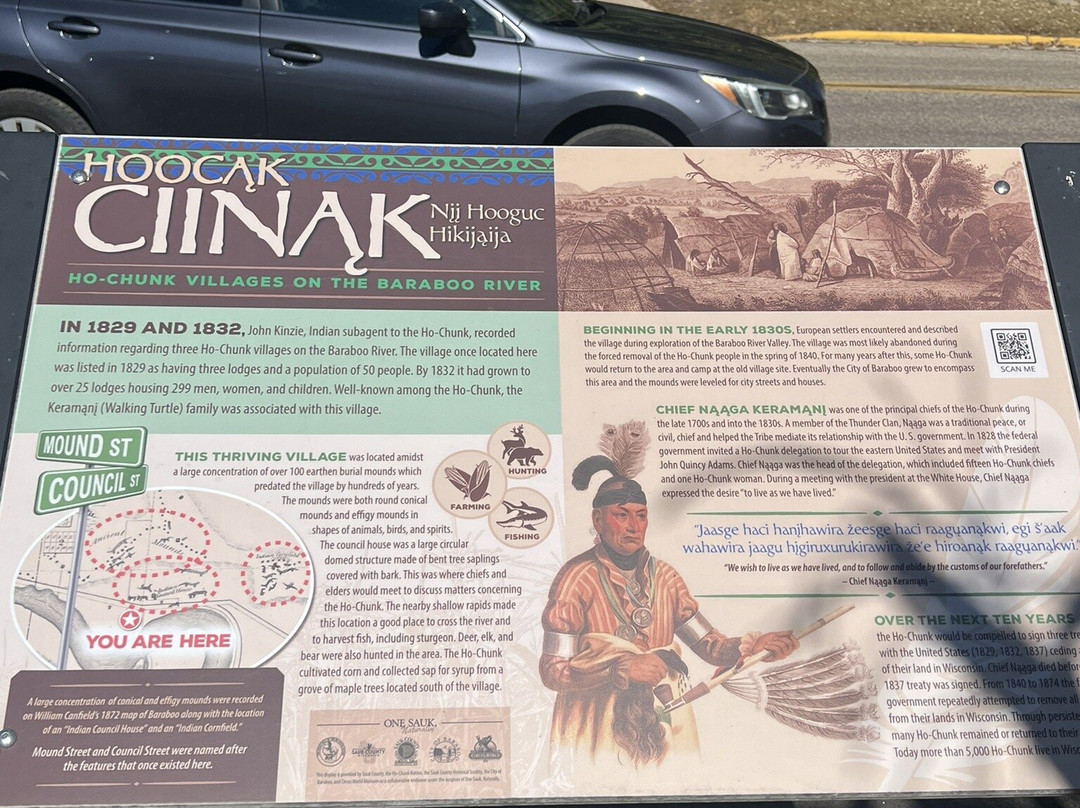 HOOCĄK
CIINĄK
Nįį Hooguc
Hikijąija
HO-CHUNK VILLAGES ON THE BARABOO RIVER
IN 1829 AND 1832, John Kinzie, Indian subagent to the Ho-Chunk, recorded
information regarding three Ho-Chunk villages on the Baraboo River. The village once located here
was listed in 1829 as having three lodges and a population of 50 people. By 1832 it had grown to
over 25 lodges housing 299 men, women, and children. Well-known among the Ho-Chunk, the
Keramąnį (Walking Turtle) family was associated with this village.
MOUND ST
COUNCIL ST
YOU ARE HERE
A large concentration of conical and effigy mounds were recorded
on William Canfield's 1872 map of Baraboo along with the location
of an "Indian Council House" and an "Indian Cornfield."
Mound Street and Council Street were named after
the features that once existed here.
THIS THRIVING VILLAGE was located amidst
a large concentration of over 100 earthen burial mounds which
predated the village by hundreds of years.
The mounds were both round conical
mounds and effigy mounds in
shapes of animals, birds, and spirits.
The council house was a large circular
domed structure made of bent tree saplings
covered with bark. This was where chiefs and
elders would meet to discuss matters concerning
the Ho-Chunk. The nearby shallow rapids made
this location a good place to cross the river and
to harvest fish, including sturgeon. Deer, elk, and
bear were also hunted in the area. The Ho-Chunk
cultivated corn and collected sap for syrup from a
grove of maple trees located south of the village.
HUNTING
FARMING
FISHING
ONE SAUK,
Naturally
BEGINNING IN THE EARLY 1830S, European settlers encountered and described
the village during exploration of the Baraboo River Valley. The village was most likely abandoned during
the forced removal of the Ho-Chunk people in the spring of 1840. For many years after this, some Ho-Chunk
would return to the area and camp at the old village site. Eventually the City of Baraboo grew to encompass
this area and the mounds were leveled for city streets and houses.
SCAN ME
CHIEF NĄĄGA KERAMĄNĮ was one of the principal chiefs of the Ho-Chunk during
the late 1700s and into the 1830s. A member of the Thunder Clan, Nąąga was a traditional peace, or
civil, chief and helped the Tribe mediate its relationship with the U. S. government. In 1828 the federal
government invited a Ho-Chunk delegation to tour the eastern United States and meet with President
John Quincy Adams. Chief Nąąga was the head of the delegation, which included fifteen Ho-Chunk chiefs
and one Ho-Chunk woman. During a meeting with the president at the White House, Chief Nąąga
expressed the desire "to live as we have lived."
"Jaasge haci hanįhawira žeesge haci raagųanąkwi, egi š'aak
wahawira jaagu hįgiruxurukirawira že'e hiroanąk raagųanąkwi."
"We wish to live as we have lived, and to follow and abide by the customs of our forefathers."
– Chief Nąąga Keramąnį –
OVER THE NEXT TEN YEARS
the Ho-Chunk would be compelled to sign three
with the United States (1829, 1832, 1837) ceding
of their land in Wisconsin. Chief Nąąga died
1837 treaty was signed. From 1840 to 1874 the
government repeatedly attempted to remove all
from their lands in Wisconsin. Through
many Ho-Chunk remained or returned to their
Today more than 5,000 Ho-Chunk live in